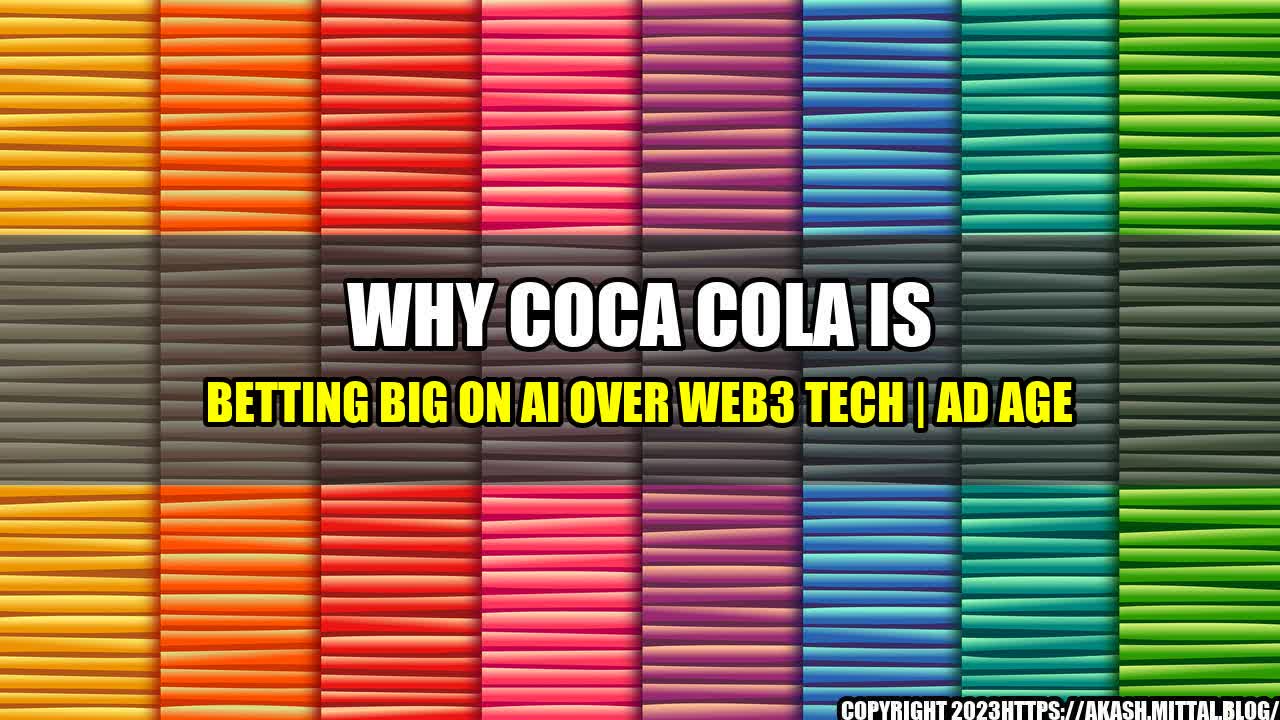 WHY COCA COLA IS
BETTING BIG ON AI OVER WEB3 TECH | AD AGE
COPYRIGHT 2023HTTPS://AKASH.MITTAL.BLOG/